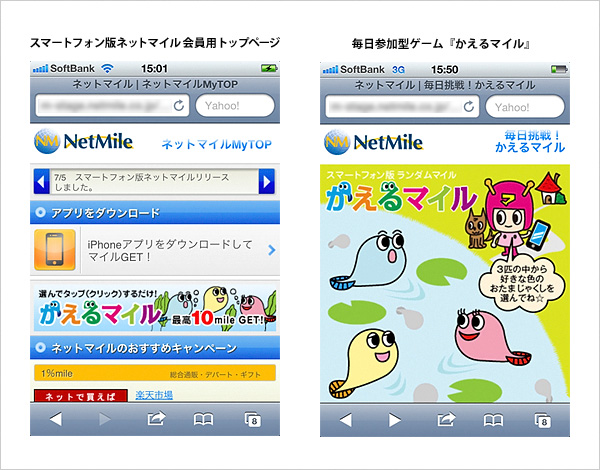 スマートフォン版ネットマイル 会員用トップページ
SoftBank 15:01
ネットマイル | ネットマイルMyTOP
Yahoo!
NM NetMile ネットマイルMyTOP
7/5 スマートフォン版ネットマイルリリース
しました。
アプリをダウンロード
iPhoneアプリをダウンロードして
マイルGET！
選んでタップ(クリック)するだけ!
かえるマイル 最高10mile GET!
ネットマイルのおすすめキャンペーン
1%mile 総合通販・デパート・ギフト
ネットで買えば 楽天市場
8
毎日参加型ゲーム『かえるマイル』
SoftBank 3G 15:50
ネットマイル | 毎日挑戦！かえるマイル
Yahoo!
NM NetMile 毎日挑戦！
かえるマイル
スマートフォン版 ランダムマイル
かえるマイル
3匹の中から
好きな色の
おたまじゃくしを
選んでね☆
8